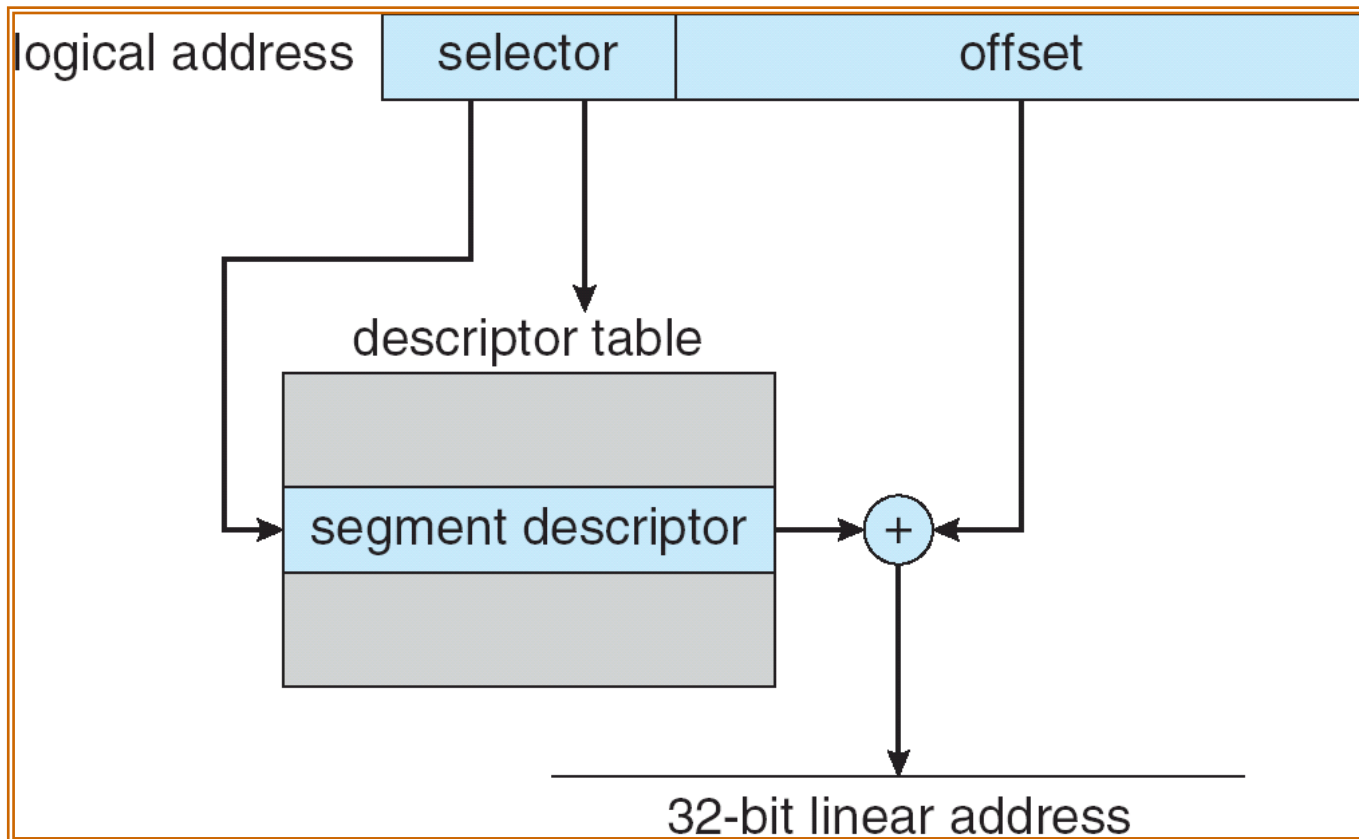 logical address selector offset
descriptor table
segment descriptor +
32-bit linear address